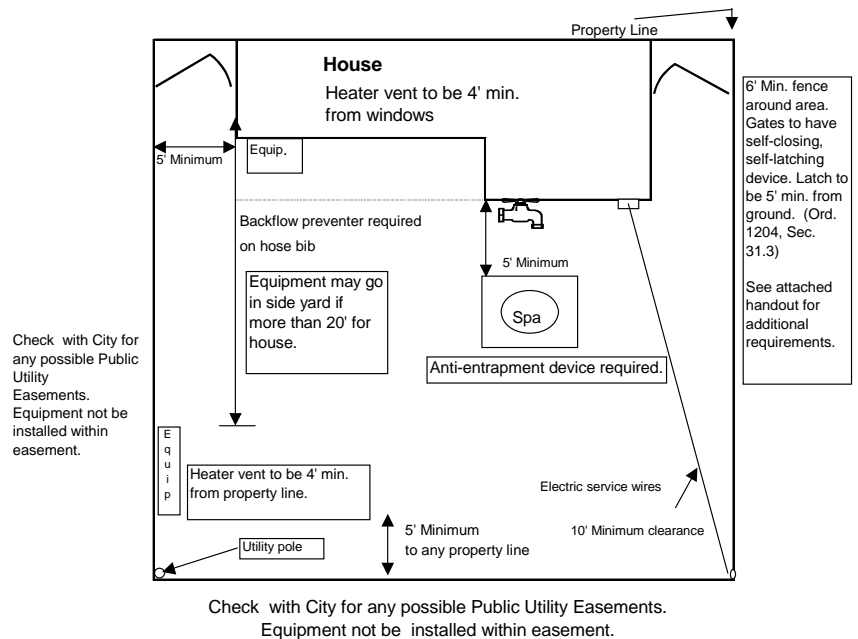 Property Line
House
Heater vent to be 4' min.
from windows
5' Minimum
Equip.
6' Min. fence
around area.
Gates to have
self-closing,
self-latching
device. Latch to
be 5' min. from
ground. (Ord.
1204, Sec.
31.3)
See attached
handout for
additional
requirements.
Backflow preventer required
on hose bib
5' Minimum
Equipment may go
in side yard if
more than 20' for
house.
Spa
Anti-entrapment device required.
Check with City for
any possible Public
Utility
Easements.
Equipment not be
installed within
easement.
E
q
u
i
p
Heater vent to be 4' min.
from property line.
Electric service wires
5' Minimum
to any property line
10' Minimum clearance
Utility pole
Check with City for any possible Public Utility Easements.
Equipment not be installed within easement.